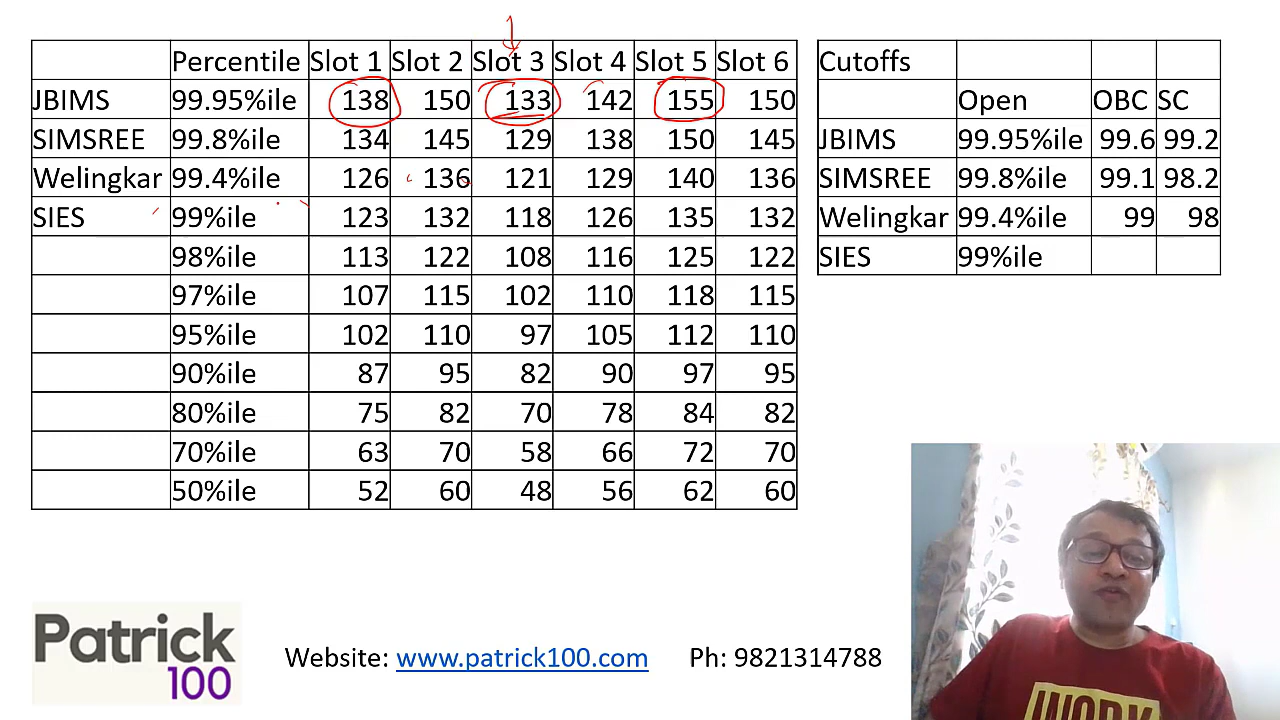 Percentile Slot 1 Slot 2 Slot 3 Slot 4 Slot 5 Slot 6
JBIMS 99.95%ile 138 150 133 142 155 150
SIMSREE 99.8%ile 134 145 129 138 150 145
Welingkar 99.4%ile 126 136 121 129 140 136
SIES 99%ile 123 132 118 126 135 132
98%ile 113 122 108 116 125 122
97%ile 107 115 102 110 118 115
95%ile 102 110 97 105 112 110
90%ile 87 95 82 90 97 95
80%ile 75 82 70 78 84 82
70%ile 63 70 58 66 72 70
50%ile 52 60 48 56 62 60
Cutoffs
Open OBC SC
JBIMS 99.95%ile 99.6 99.2
SIMSREE 99.8%ile 99.1 98.2
Welingkar 99.4%ile 99 98
SIES 99%ile
Patrick
100
Website: www.patrick100.com Ph: 9821314788
WORK